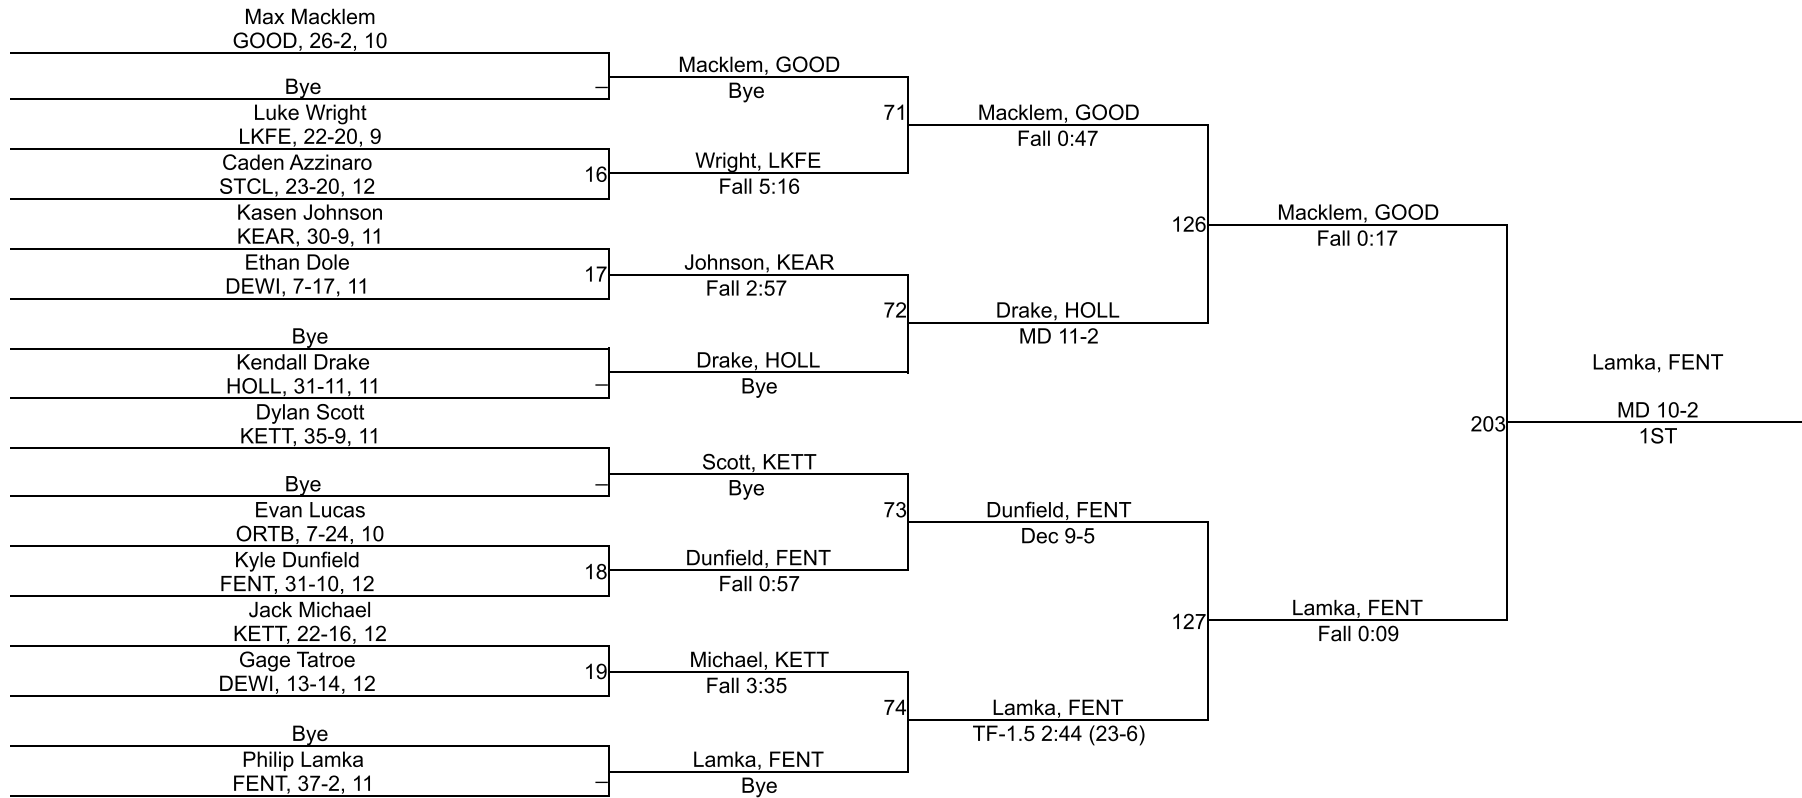 Max Macklem
GOOD, 26-2, 10
Bye
Luke Wright
LKFE, 22-20, 9
Caden Azzinaro
STCL, 23-20, 12
Kasen Johnson
KEAR, 30-9, 11
Ethan Dole
DEWI, 7-17, 11
Bye
Kendall Drake
HOLL, 31-11, 11
Dylan Scott
KETT, 35-9, 11
Bye
Evan Lucas
ORTB, 7-24, 10
Kyle Dunfield
FENT, 31-10, 12
Jack Michael
KETT, 22-16, 12
Gage Tatroe
DEWI, 13-14, 12
Bye
Philip Lamka
FENT, 37-2, 11
–
16
17
–
–
18
19
–
Macklem, GOOD
Bye
Wright, LKFE
Fall 5:16
Johnson, KEAR
Fall 2:57
Drake, HOLL
Bye
Scott, KETT
Bye
Dunfield, FENT
Fall 0:57
Michael, KETT
Fall 3:35
Lamka, FENT
Bye
71
72
73
74
Macklem, GOOD
Fall 0:47
Drake, HOLL
MD 11-2
Dunfield, FENT
Dec 9-5
Lamka, FENT
TF-1.5 2:44 (23-6)
126
127
Macklem, GOOD
Fall 0:17
Lamka, FENT
Fall 0:09
203
Lamka, FENT
MD 10-2
1ST